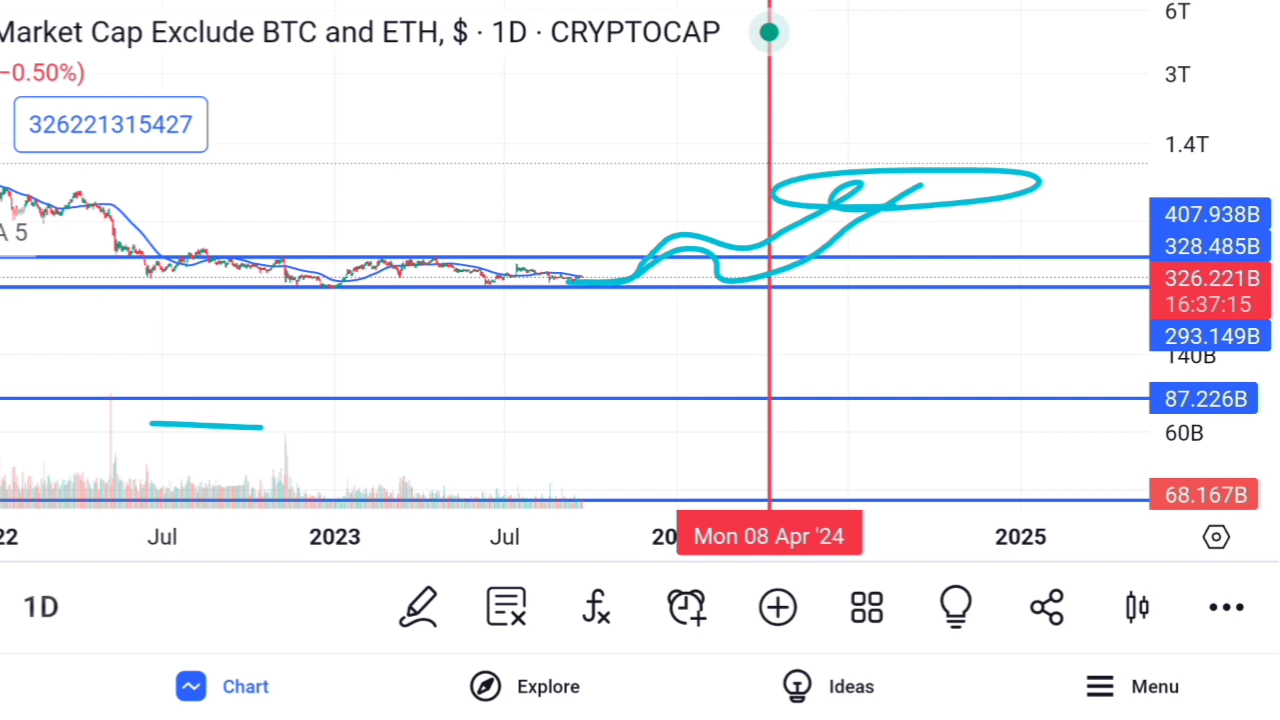 Market Cap Exclude BTC and ETH, $ · 1D · CRYPTOCAP
−0.50%)
326221315427
A 5
6T
3T
1.4T
407.938B
328.485B
326.221B
16:37:15
293.149B
140B
87.226B
60B
68.167B
22
Jul
2023
Jul
20
Mon 08 Apr '24
2025
1D
Chart
Explore
Ideas
Menu